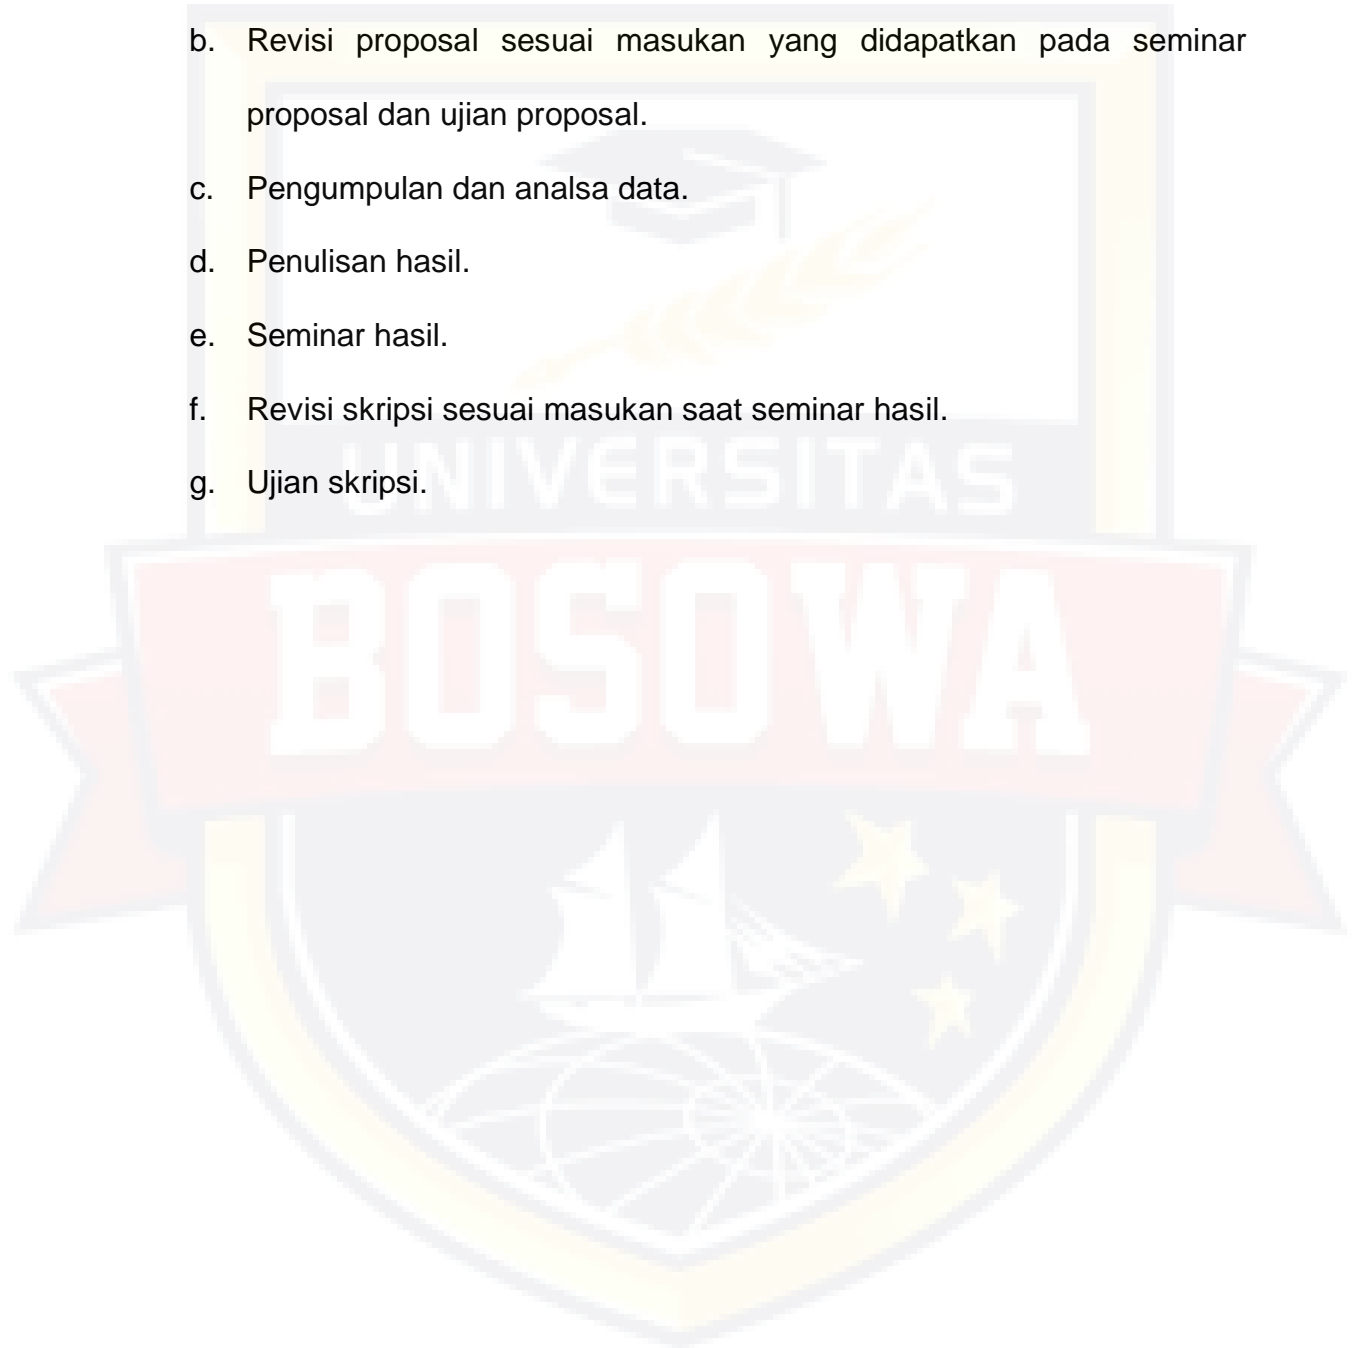 b. Revisi proposal sesuai masukan yang didapatkan pada seminar
proposal dan ujian proposal.
c. Pengumpulan dan analsa data.
d. Penulisan hasil.
e. Seminar hasil.
f. Revisi skripsi sesuai masukan saat seminar hasil.
g. Ujian skripsi.
UNIVERSITAS
BOSOWA